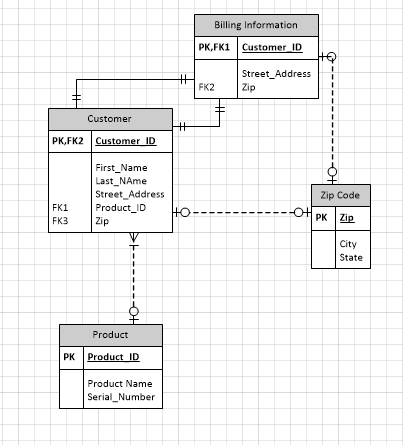 Billing Information
PK,FK1 Customer_ID
Street_Address
FK2 Zip
Customer
PK,FK2 Customer_ID
First_Name
Last_NAme
Street_Address
FK1 Product_ID
FK3 Zip
Zip Code
PK Zip
City
State
Product
PK Product_ID
Product Name
Serial_Number